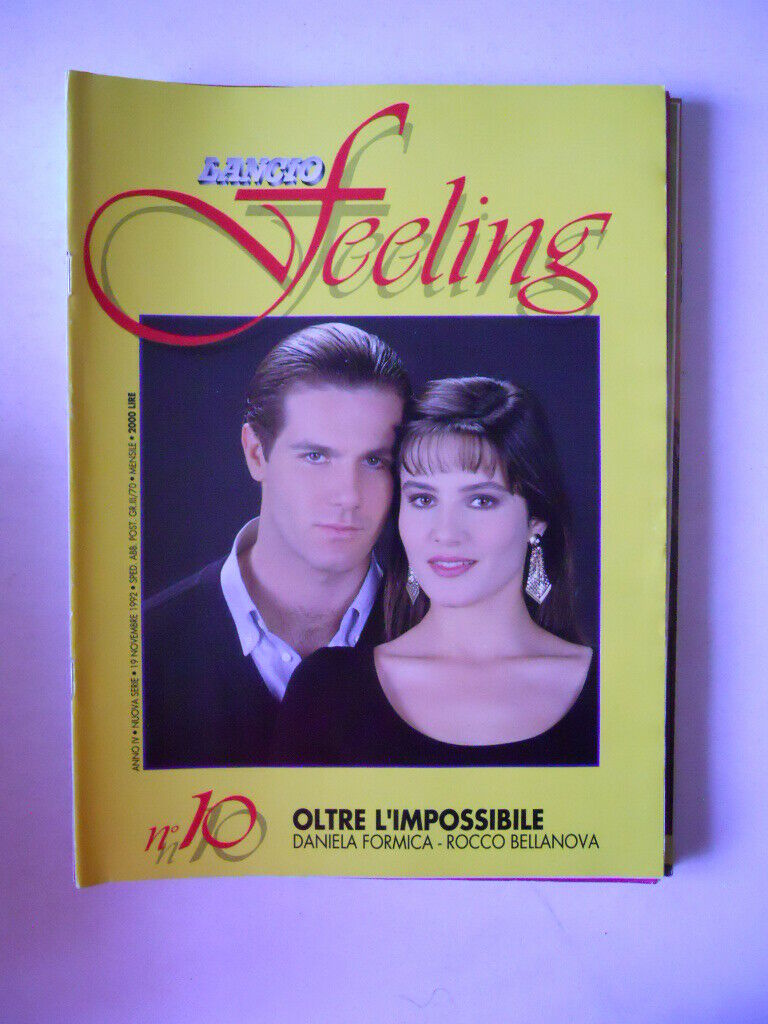 LANCIO
feeling
ANNO IV • NUOVA SERIE • 19 NOVEMBRE 1992 • SPED. ABB. POST. GR.III/70 • MENSILE • 2000 LIRE
n° 10
OLTRE L'IMPOSSIBILE
DANIELA FORMICA - ROCCO BELLANOVA